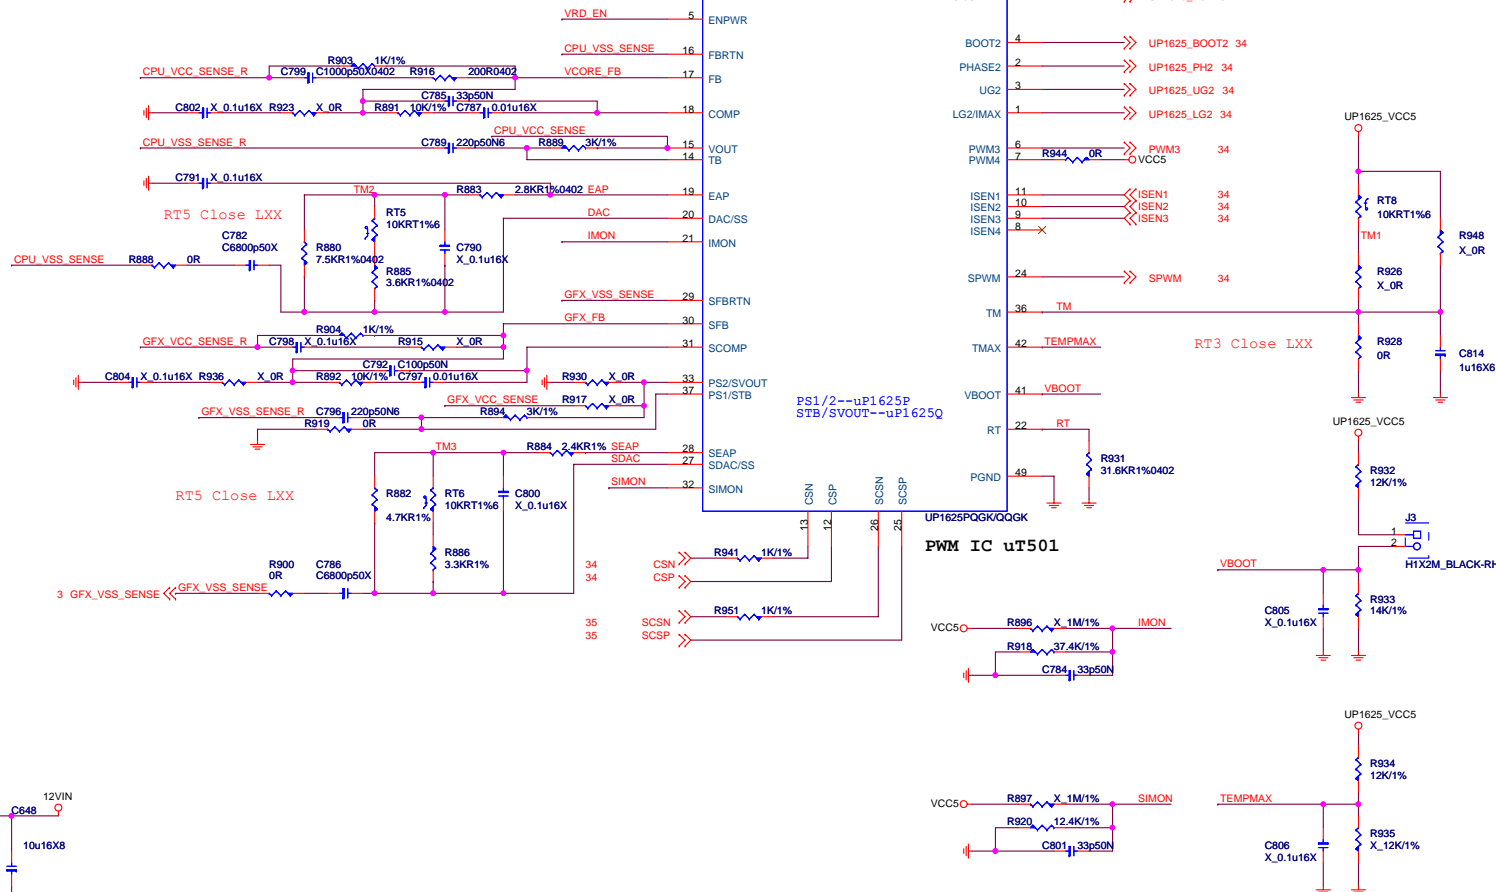 VRD_EN 5 ENPWR
CPU_VSS_SENSE 16 FBRTN
R903 1K/1%
C799 C1000p50X0402 R916 200R0402
CPU_VCC_SENSE_R VCORE_FB 17 FB
C785 33p50N
C802 X_0.1u16X R923 X_0R R891 10K/1% C787 0.01u16X 18 COMP
CPU_VCC_SENSE
CPU_VSS_SENSE_R C789 220p50N6 R889 3K/1% 15 VOUT
14 TB
C791 X_0.1u16X
TM2 R883 2.8KR1%0402 EAP 19 EAP
RT5 Close LXX
RT5
10KRT1%6
DAC 20 DAC/SS
C782
C6800p50X
IMON 21 IMON
R880
7.5KR1%0402
C790
X_0.1u16X
CPU_VSS_SENSE R888 0R
R885
3.6KR1%0402
GFX_VSS_SENSE 29 SFBRTN
GFX_FB 30 SFB
R904 1K/1%
GFX_VCC_SENSE_R C798 X_0.1u16X R915 X_0R 31 SCOMP
C792 C100p50N
C804 X_0.1u16X R936 X_0R R892 10K/1% C797 0.01u16X R930 X_0R 33 PS2/SVOUT
37 PS1/STB
GFX_VCC_SENSE R917 X_0R
GFX_VSS_SENSE_R C796 220p50N6 R894 3K/1%
R919 0R
PS1/2--uP1625P
STB/SVOUT--uP1625Q
TM3 R884 2.4KR1% SEAP 28 SEAP
SDAC 27 SDAC/SS
SIMON 32 SIMON
RT5 Close LXX
R882
4.7KR1%
RT6
10KRT1%6
C800
X_0.1u16X
R886
3.3KR1%
R900
0R
C786
C6800p50X
3 GFX_VSS_SENSE GFX_VSS_SENSE
CSN CSP SCSN SCSP
13 12 26 25
34 CSN R941 1K/1%
34 CSP
35 SCSN R951 1K/1%
35 SCSP
UP1625PQGK/QQGK
PWM IC uT501
BOOT2 4 UP1625_BOOT2 34
PHASE2 2 UP1625_PH2 34
UG2 3 UP1625_UG2 34
LG2/IMAX 1 UP1625_LG2 34
PWM3 6 PWM3 34
PWM4 7 R944 0R VCC5
ISEN1 11 ISEN1 34
ISEN2 10 ISEN2 34
ISEN3 9 ISEN3 34
ISEN4 8
SPWM 24 SPWM 34
TM 36 TM
TMAX 42 TEMPMAX
VBOOT 41 VBOOT
RT 22 RT
R931
31.6KR1%0402
PGND 49
UP1625_VCC5
RT8
10KRT1%6
TM1
R948
X_0R
R926
X_0R
RT3 Close LXX
R928
0R
C814
1u16X6
UP1625_VCC5
R932
12K/1%
J3
1
2
H1X2M_BLACK-RH
VBOOT
C805
X_0.1u16X
R933
14K/1%
VCC5 R896 X_1M/1% IMON
R918 37.4K/1%
C784 33p50N
UP1625_VCC5
R934
12K/1%
VCC5 R897 X_1M/1% SIMON
R920 12.4K/1%
C801 33p50N
TEMPMAX
C806
X_0.1u16X
R935
X_12K/1%
12VIN
C648
10u16X8